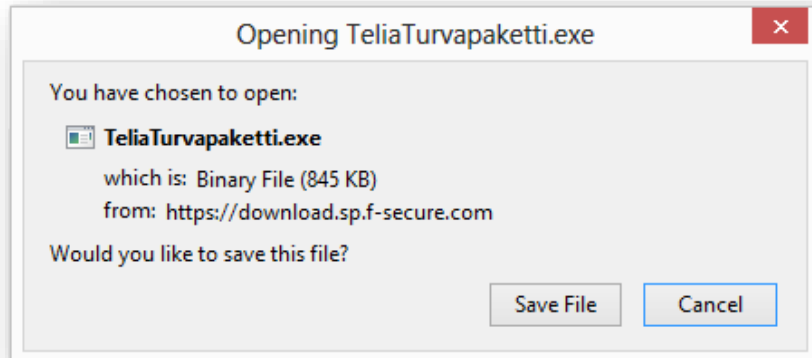 Opening TeliaTurvapaketti.exe
You have chosen to open:
TeliaTurvapaketti.exe
which is: Binary File (845 KB)
from: https://download.sp.f-secure.com
Would you like to save this file?
Save File Cancel